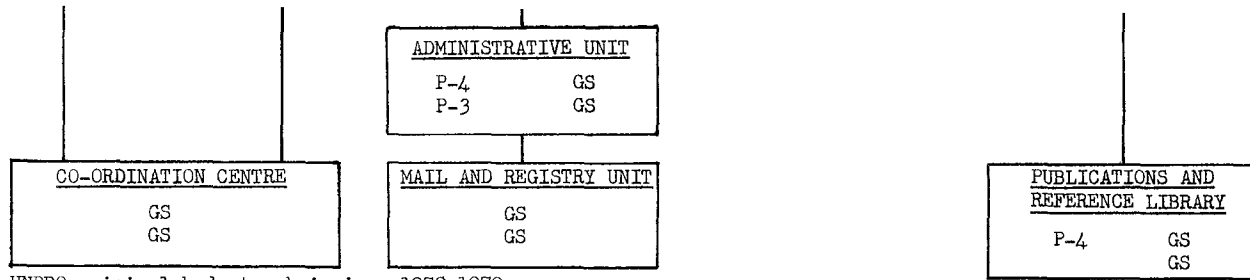 ADMINISTRATIVE UNIT
P-4 GS
P-3 GS
CO-ORDINATION CENTRE
GS
GS
MAIL AND REGISTRY UNIT
GS
GS
PUBLICATIONS AND
REFERENCE LIBRARY
P-4 GS
GS